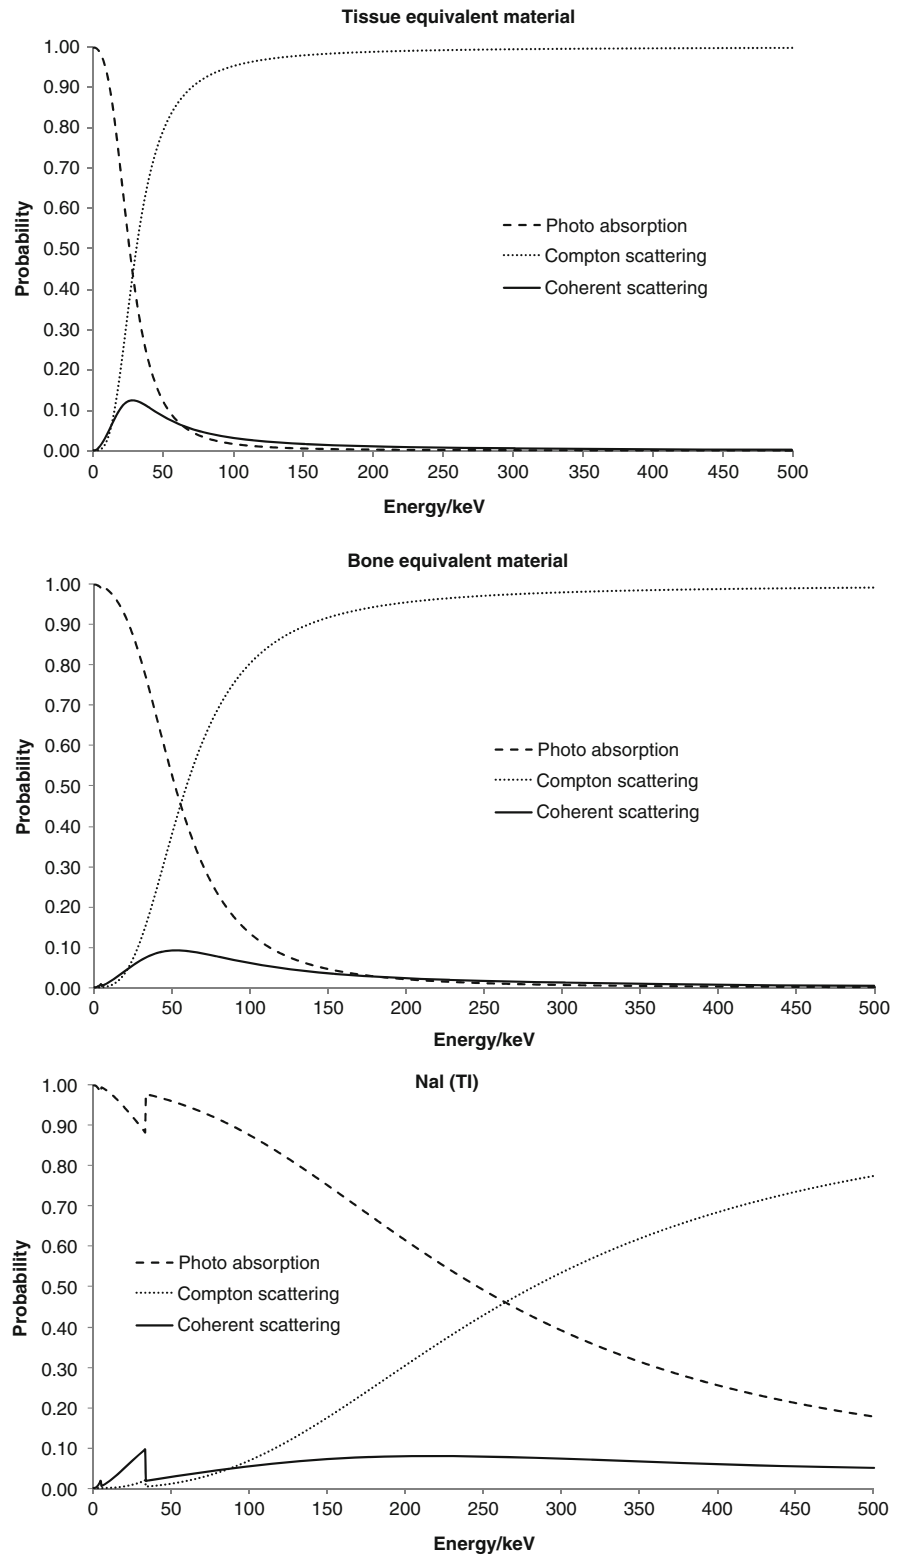 Tissue equivalent material
1.00
0.90
0.80
0.70
0.60
0.50
0.40
0.30
0.20
0.10
0.00
Probability
Photo absorption
Compton scattering
Coherent scattering
0 50 100 150 200 250 300 350 400 450 500
Energy/keV
Bone equivalent material
1.00
0.90
0.80
0.70
0.60
0.50
0.40
0.30
0.20
0.10
0.00
Probability
Photo absorption
Compton scattering
Coherent scattering
0 50 100 150 200 250 300 350 400 450 500
Energy/keV
NaI (TI)
1.00
0.90
0.80
0.70
0.60
0.50
0.40
0.30
0.20
0.10
0.00
Probability
Photo absorption
Compton scattering
Coherent scattering
0 50 100 150 200 250 300 350 400 450 500
Energy/keV